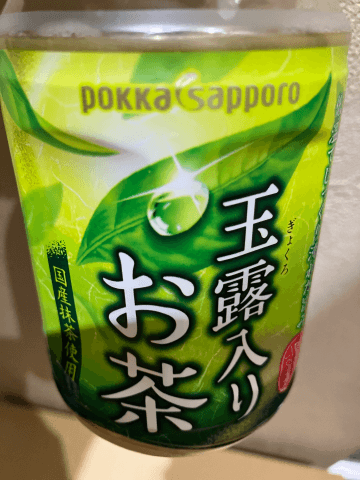 pokka sapporo
玉露入り
ぎょくろ
お茶
国産抹茶使用